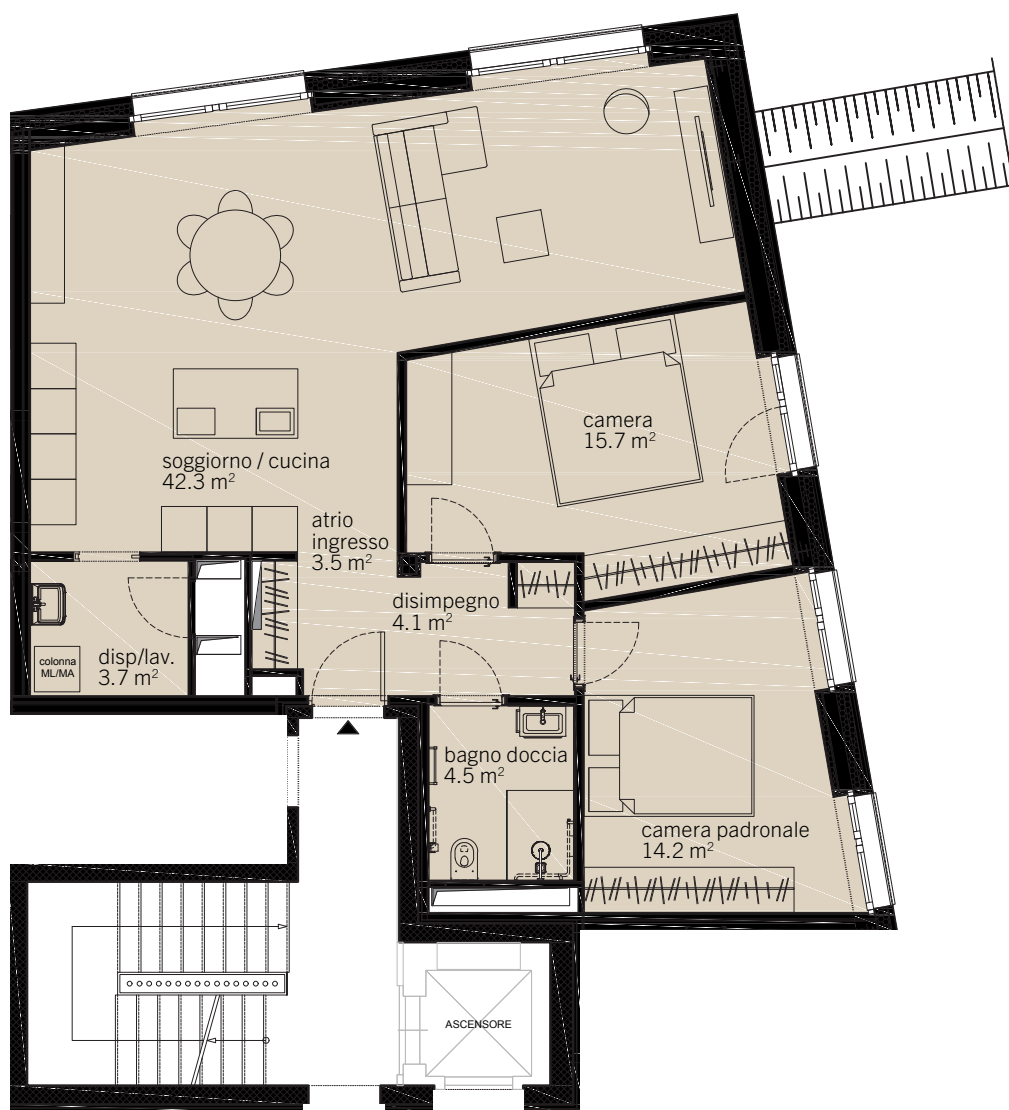 camera
15.7 m²
soggiorno / cucina
42.3 m²
atrio
ingresso
3.5 m²
disimpegno
4.1 m²
colonna
ML/MA
disp/lav.
3.7 m²
bagno doccia
4.5 m²
camera padronale
14.2 m²
ASCENSORE